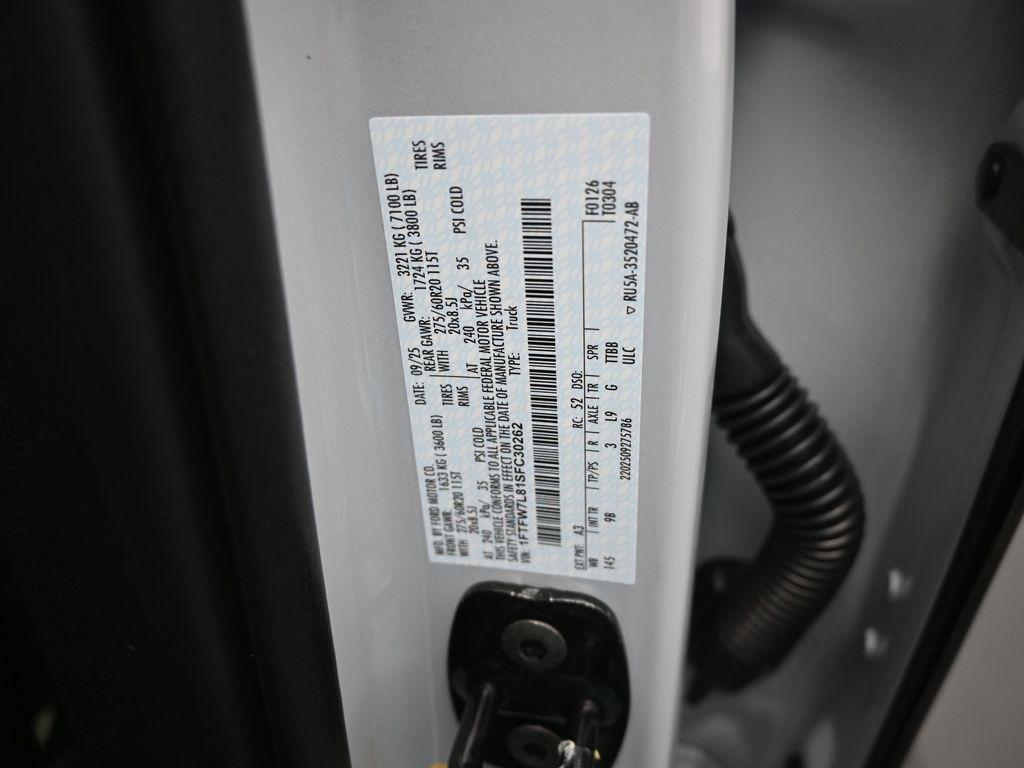 MFD. BY FORD MOTOR CO. DATE: 09/25 GVWR: 3221 KG ( 7100 LB)
FRONT GAWR: 1633 KG ( 3600 LB) REAR GAWR: 1724 KG ( 3800 LB)
WITH 275/60R20 115T TIRES WITH 275/60R20 115T TIRES
20x8.5J RIMS 20x8.5J RIMS
AT 240 kPa/ 35 PSI COLD AT 240 kPa/ 35 PSI COLD
THIS VEHICLE CONFORMS TO ALL APPLICABLE FEDERAL MOTOR VEHICLE
SAFETY STANDARDS IN EFFECT ON THE DATE OF MANUFACTURE SHOWN ABOVE.
VIN: 1FTFW7L81SFC30262 TYPE: Truck
EXT PNT: A3 RC: 52 DSO: F0126
WB INT TR TP/PS R AXLE TR SPR T0304
145 9B 3 L9 G TTBB
2202509275786 UILC ▽ RU5A-3520472-AB